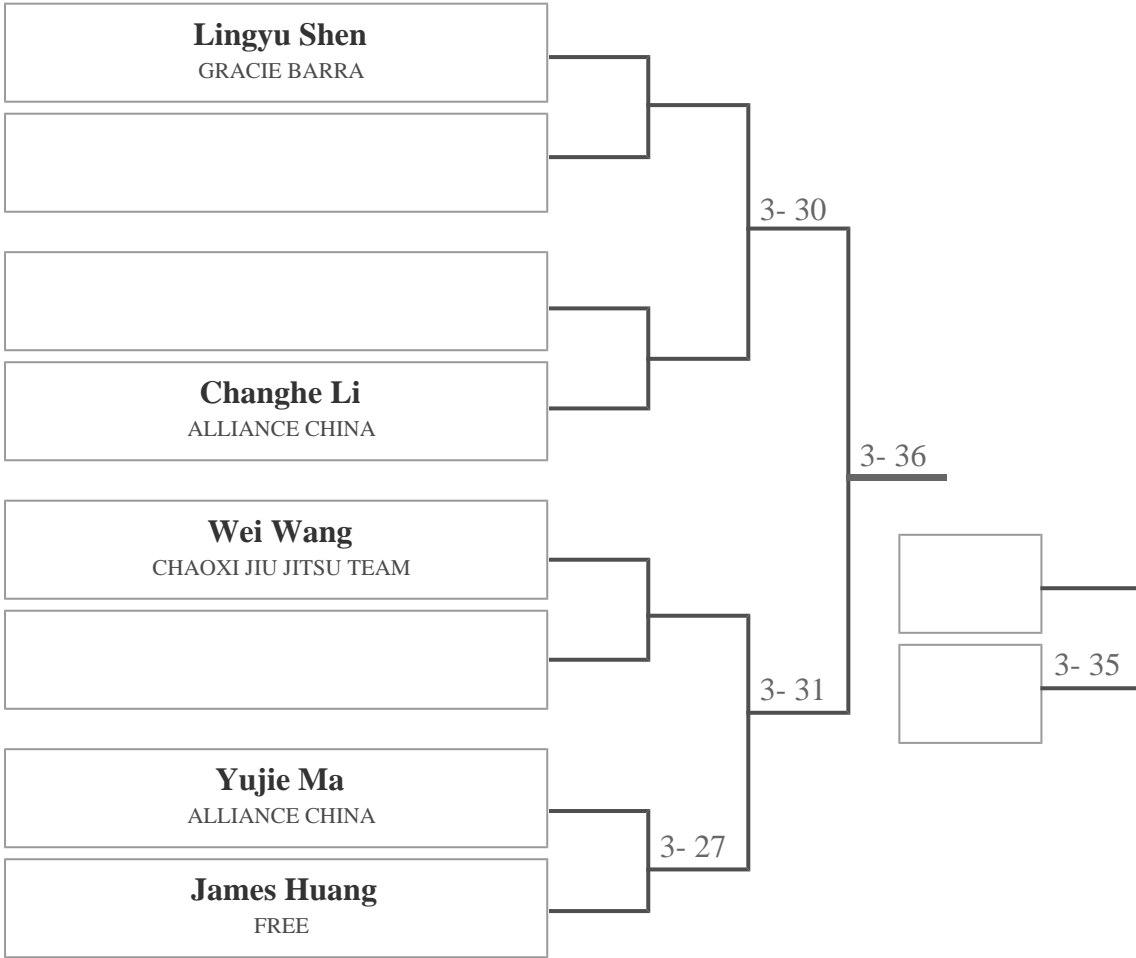 Lingyu Shen
GRACIE BARRA
3- 30
Changhe Li
ALLIANCE CHINA
3- 36
Wei Wang
CHAOXI JIU JITSU TEAM
3- 35
3- 31
Yujie Ma
ALLIANCE CHINA
3- 27
James Huang
FREE